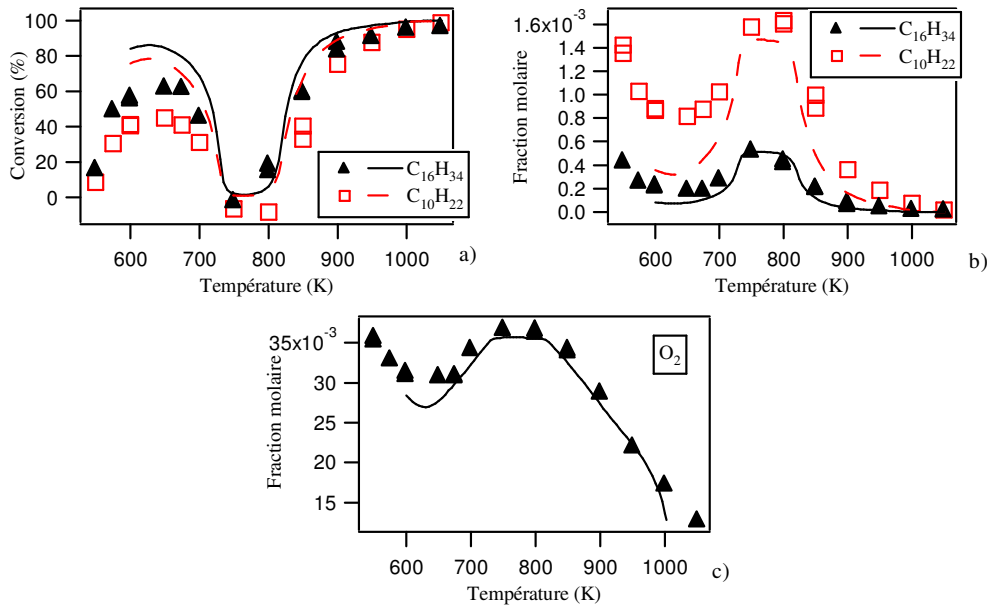 Conversion (%)
100
80
60
40
20
0
C16H34
C10H22
600 700 800 900 1000
Température (K)
a)
Fraction molaire
1.6x10-3
1.4
1.2
1.0
0.8
0.6
0.4
0.2
0.0
C16H34
C10H22
600 700 800 900 1000
Température (K)
b)
Fraction molaire
35x10-3
30
25
20
15
O2
600 700 800 900 1000
Température (K)
c)